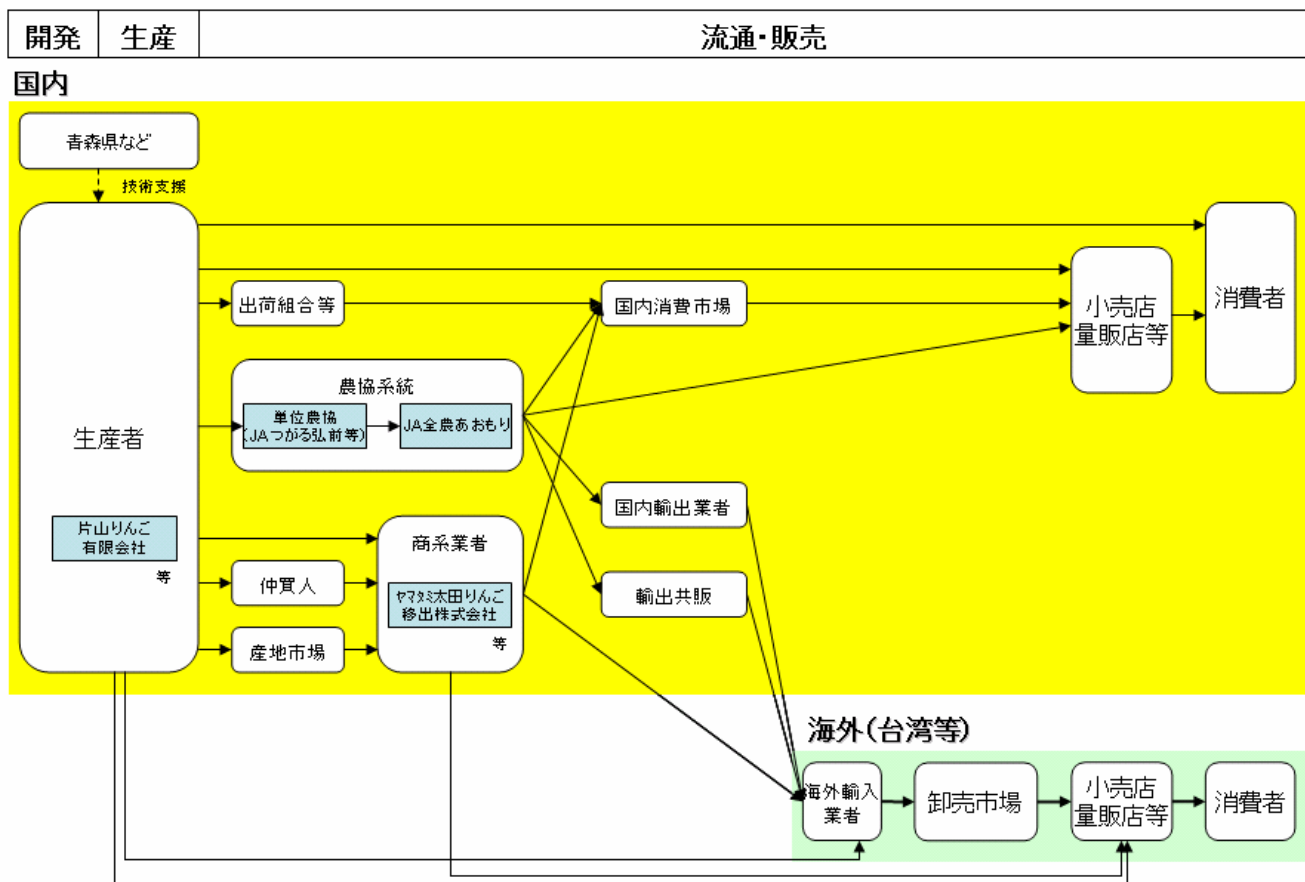 開発
生産
流通・販売
国内
青森県など
技術支援
生産者
片山りんご
有限会社
等
出荷組合等
農協系統
単位農協
(JAつがる弘前等)
JA全農あおもり
商系業者
ヤマタミ太田りんご
移出株式会社
等
仲買人
産地市場
国内消費市場
国内輸出業者
輸出共販
小売店
量販店等
消費者
海外(台湾等)
海外輸入
業者
卸売市場
小売店
量販店等
消費者